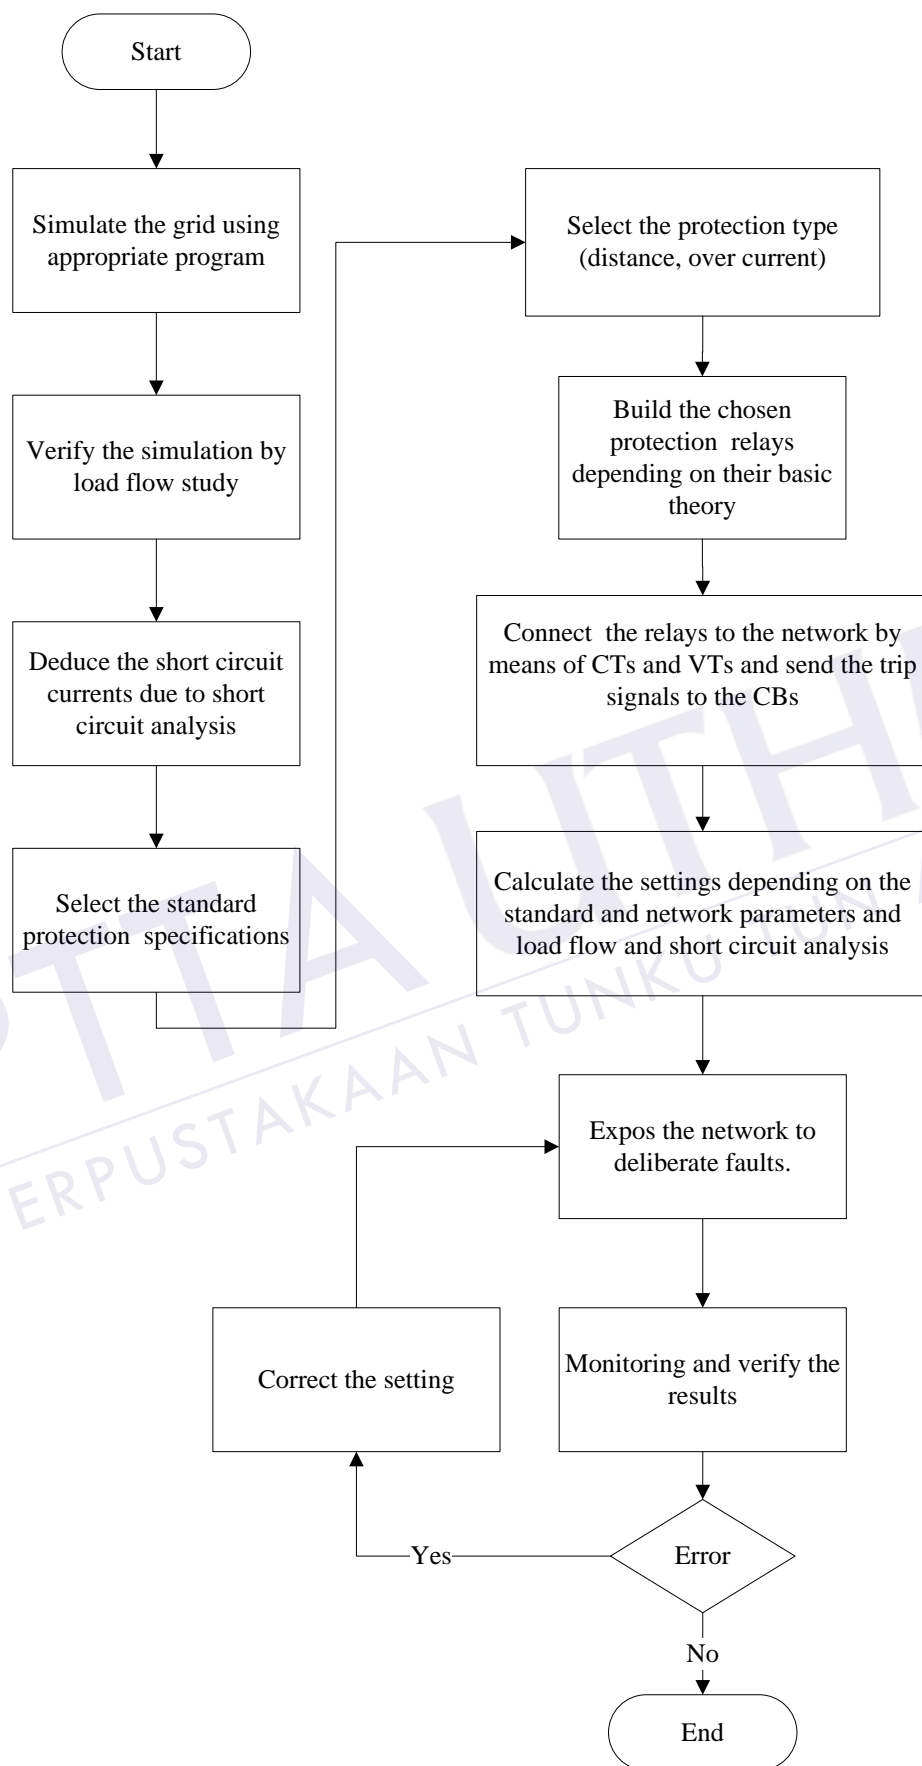 Start
Simulate the grid using
appropriate program
Verify the simulation by
load flow study
Deduce the short circuit
currents due to short
circuit analysis
Select the standard
protection specifications
Select the protection type
(distance, over current)
Build the chosen
protection relays
depending on their basic
theory
Connect the relays to the network by
means of CTs and VTs and send the trip
signals to the CBs
Calculate the settings depending on the
standard and network parameters and
load flow and short circuit analysis
Expos the network to
deliberate faults.
Monitoring and verify the
results
Correct the setting
Error
Yes
No
End
PTTA UTH
ERPUSTAKAAN TUNKU TUN A